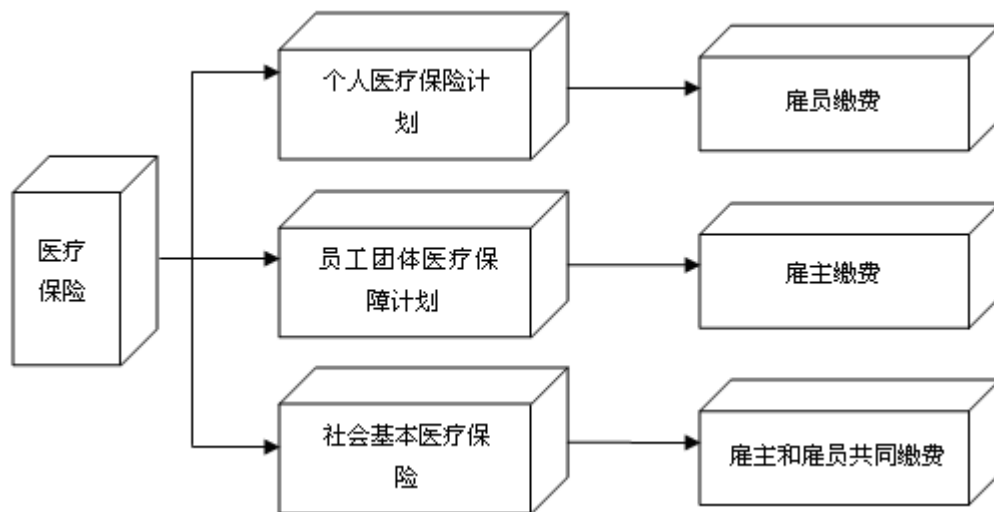 个人医疗保险计
划
雇员缴费
医疗
保险
员工团体医疗保
障计划
雇主缴费
社会基本医疗保
险
雇主和雇员共同缴费